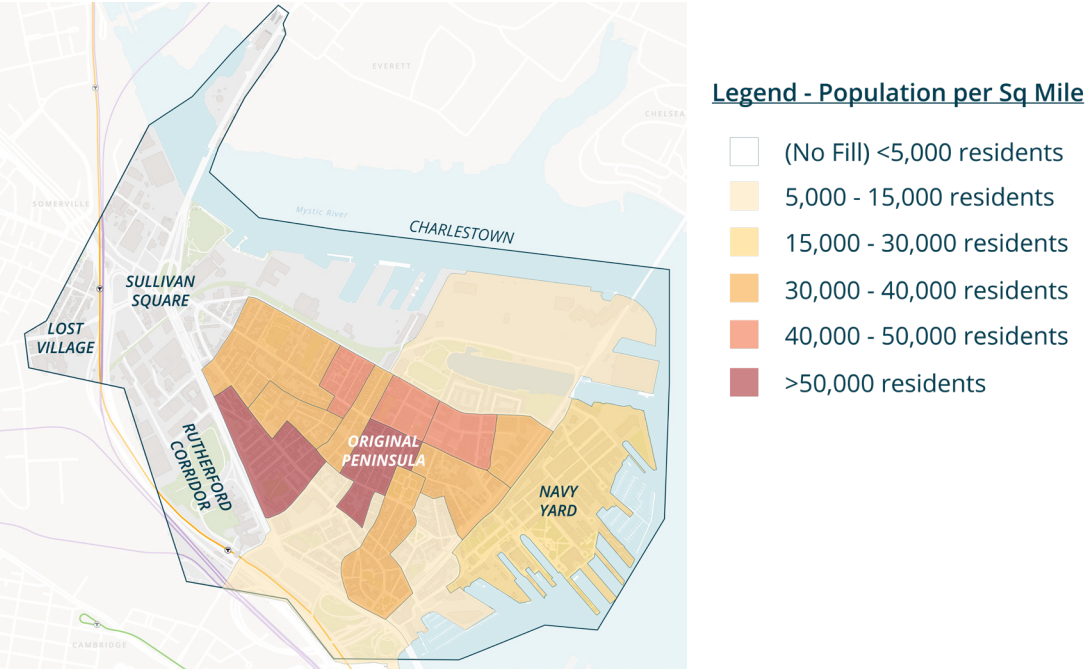 EVERETT
CHELSEA
SOMERVILLE
Mystic River
CHARLESTOWN
SULLIVAN
SQUARE
LOST
VILLAGE
RUTHERFORD
CORRIDOR
ORIGINAL
PENINSULA
NAVY
YARD
CAMBRIDGE
Legend - Population per Sq Mile
(No Fill) <5,000 residents
5,000 - 15,000 residents
15,000 - 30,000 residents
30,000 - 40,000 residents
40,000 - 50,000 residents
>50,000 residents